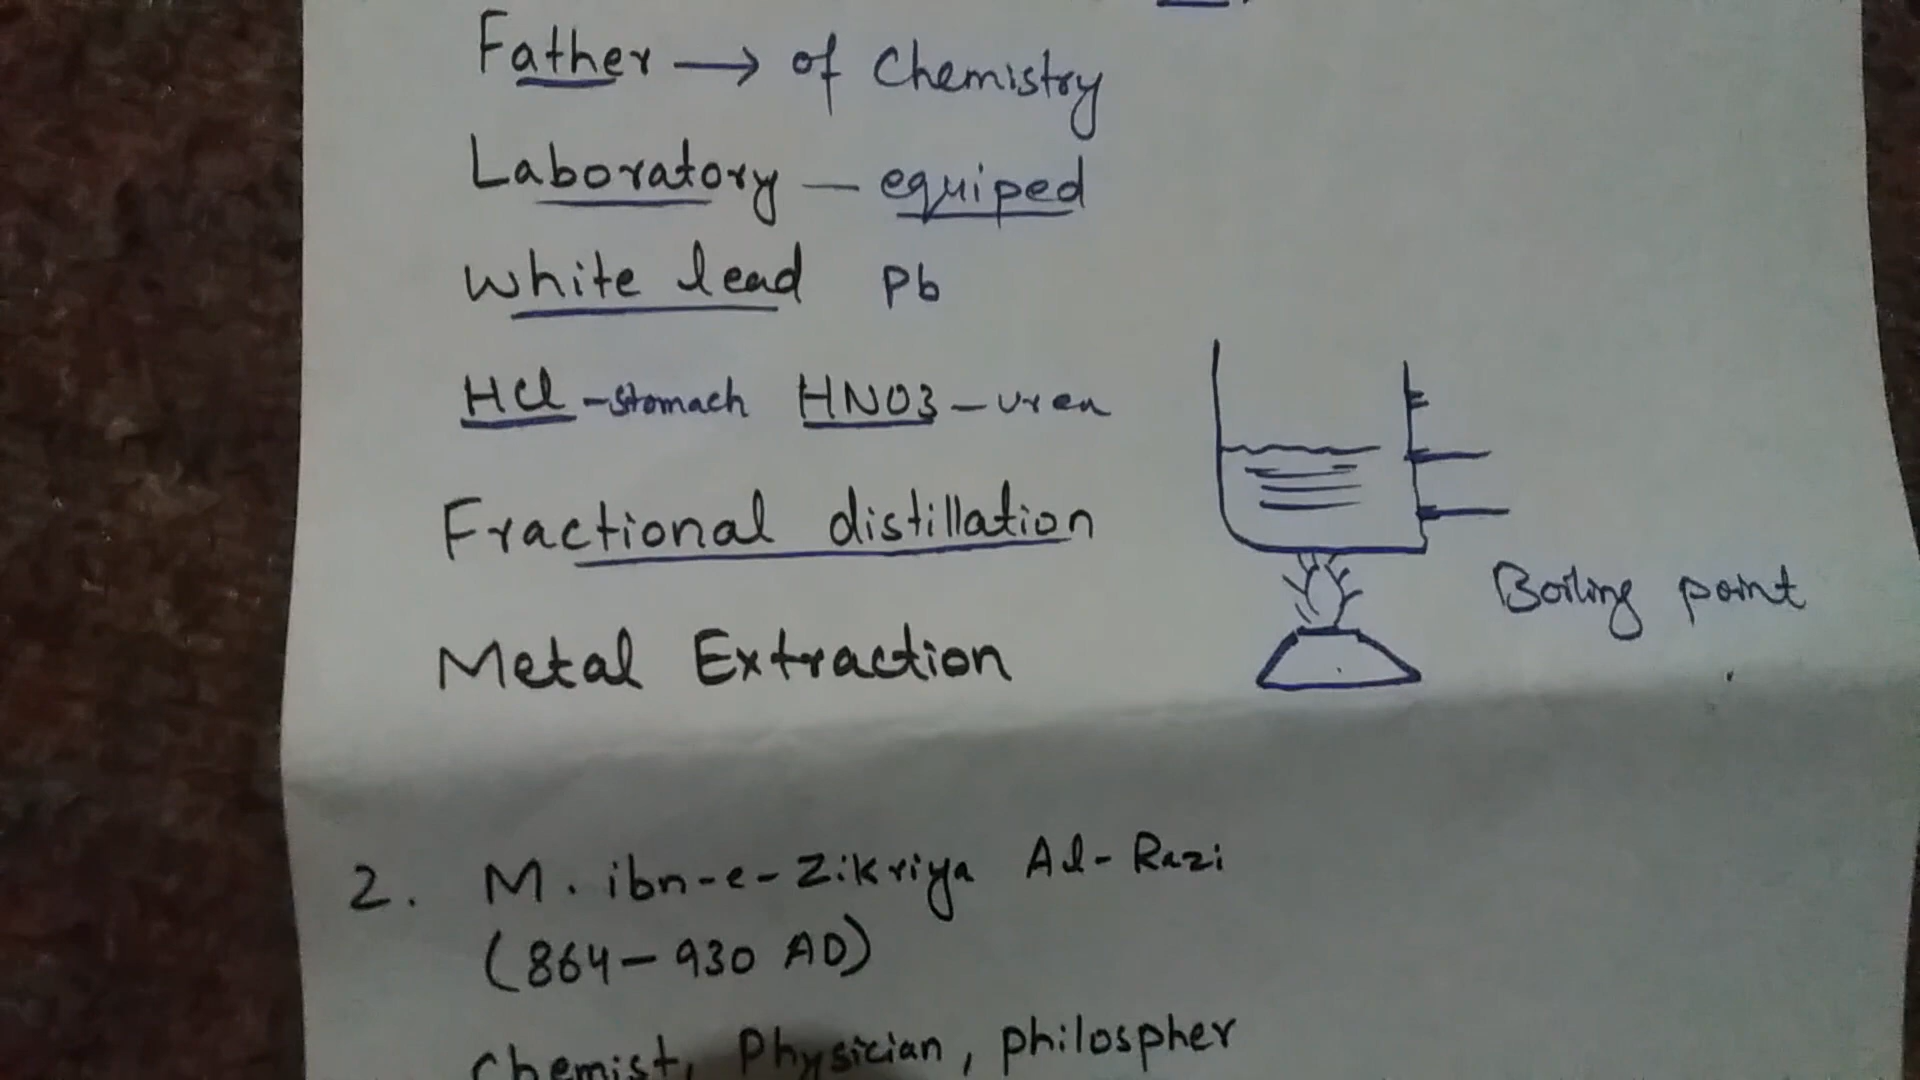 Father → of Chemistry
Laboratory – equiped
White lead Pb
HCl – stomach HNO3 – urea
Fractional distillation
Boiling point
Metal Extraction
2. M. ibn-e-Zikriya Al-Razi
(864 – 930 AD)
Chemist, Physician, philospher